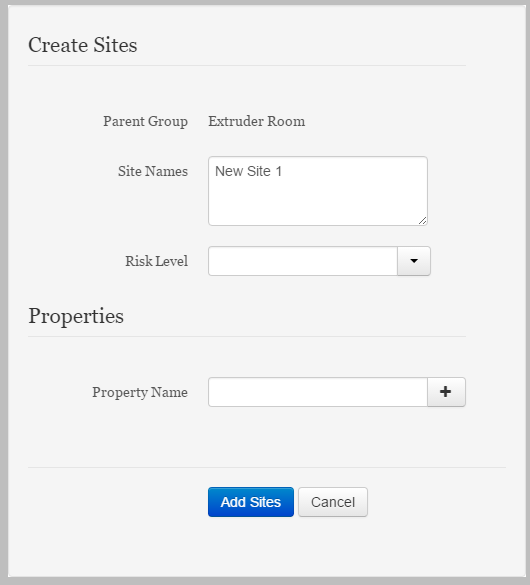 Create Sites
Parent Group Extruder Room
Site Names New Site 1
Risk Level
Properties
Property Name
Add Sites Cancel